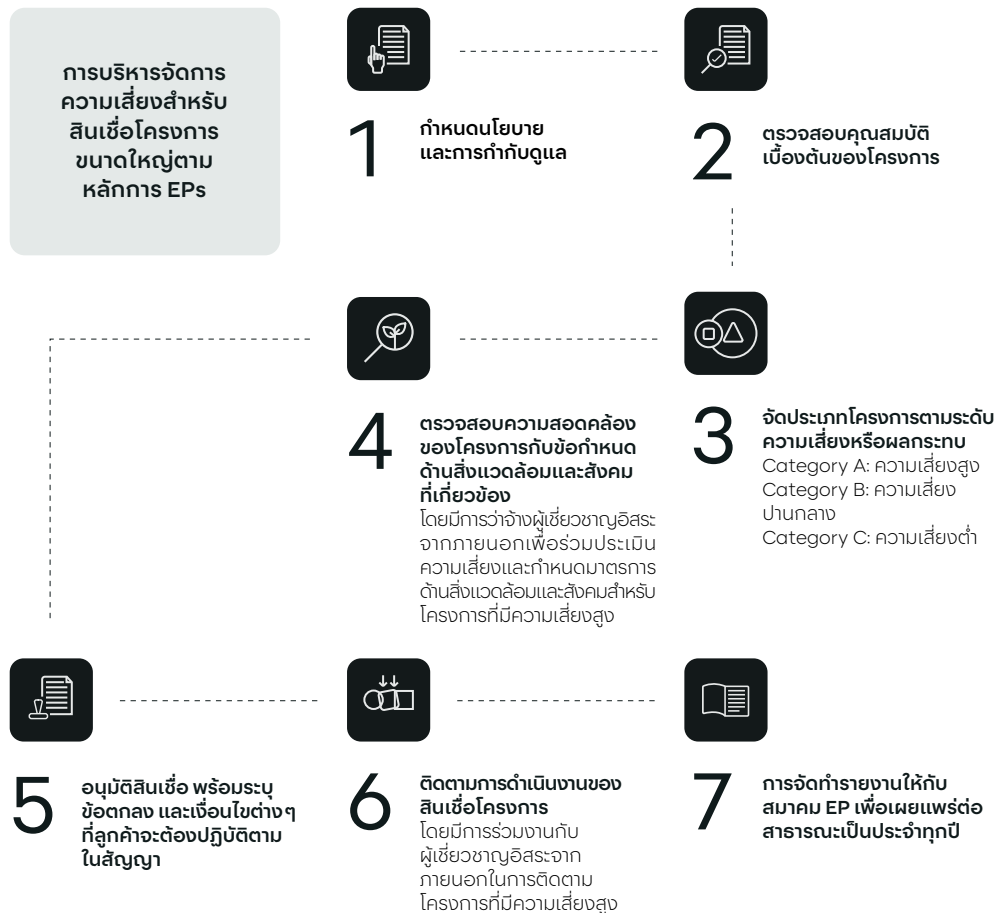 การบริหารจัดการ
ความเสี่ยงสำหรับ
สินเชื่อโครงการ
ขนาดใหญ่ตาม
หลักการ EPs
1
กำหนดนโยบาย
และการกำกับดูแล
2
ตรวจสอบคุณสมบัติ
เบื้องต้นของโครงการ
3
จัดประเภทโครงการตามระดับ
ความเสี่ยงหรือผลกระทบ
Category A: ความเสี่ยงสูง
Category B: ความเสี่ยง
ปานกลาง
Category C: ความเสี่ยงต่ำ
4
ตรวจสอบความสอดคล้อง
ของโครงการกับข้อกำหนด
ด้านสิ่งแวดล้อมและสังคม
ที่เกี่ยวข้อง
โดยมีการว่าจ้างผู้เชี่ยวชาญอิสระ
จากภายนอกเพื่อร่วมประเมิน
ความเสี่ยงและกำหนดมาตรการ
ด้านสิ่งแวดล้อมและสังคมสำหรับ
โครงการที่มีความเสี่ยงสูง
5
อนุมัติสินเชื่อ พร้อมระบุ
ข้อตกลง และเงื่อนไขต่างๆ
ที่ลูกค้าจะต้องปฏิบัติตาม
ในสัญญา
6
ติดตามการดำเนินงานของ
สินเชื่อโครงการ
โดยมีการร่วมงานกับ
ผู้เชี่ยวชาญอิสระจาก
ภายนอกในการติดตาม
โครงการที่มีความเสี่ยงสูง
7
การจัดทำรายงานให้กับ
สมาคม EP เพื่อเผยแพร่ต่อ
สาธารณะเป็นประจำทุกปี